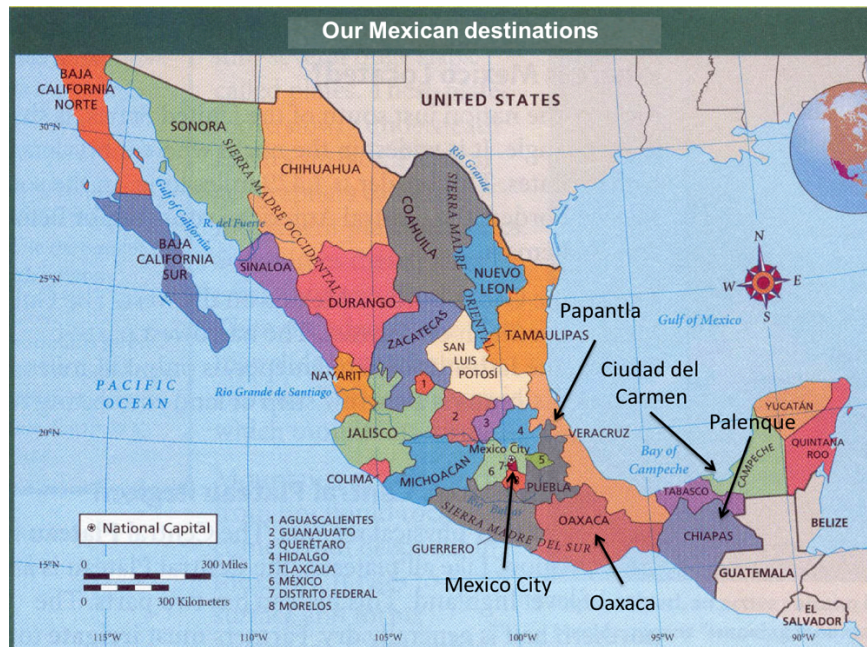 Our Mexican destinations
BAJA
CALIFORNIA
NORTE
30°N
SONORA
CHIHUAHUA
UNITED STATES
30°N
Gulf of California
R. del Fuerte
SIERRA MADRE OCCIDENTAL
COAHUILA
SIERRA MADRE ORIENTAL
Rio Grande
BAJA
CALIFORNIA
SUR
25°N
SINALOA
DURANGO
NUEVO
LEON
TAMAULIPAS
N
W
E
S
25°N
Gulf of Mexico
Papantla
ZACATECAS
SAN
LUIS
POTOSÍ
Ciudad del
Carmen
Palenque
PACIFIC
OCEAN
NAYARIT
Rio Grande de Santiago
1
2
3
4
20°N
JALISCO
VERACRUZ
Mexico City
5
6
7
PUEBLA
Bay of
Campeche
YUCATÁN
CAMPECHE
QUINTANA
ROO
COLIMA
MICHOACAN
TABASCO
SIERRA MADRE DEL SUR
GUERRERO
OAXACA
CHIAPAS
BELIZE
GUATEMALA
EL
SALVADOR
National Capital
0
300 Miles
0
300 Kilometers
1 AGUASCALIENTES
2 GUANAJUATO
3 QUERÉTARO
4 HIDALGO
5 TLAXCALA
6 MÉXICO
7 DISTRITO FEDERAL
8 MORELOS
Mexico City
Oaxaca
115°W
110°W
105°W
100°W
95°W
90°W